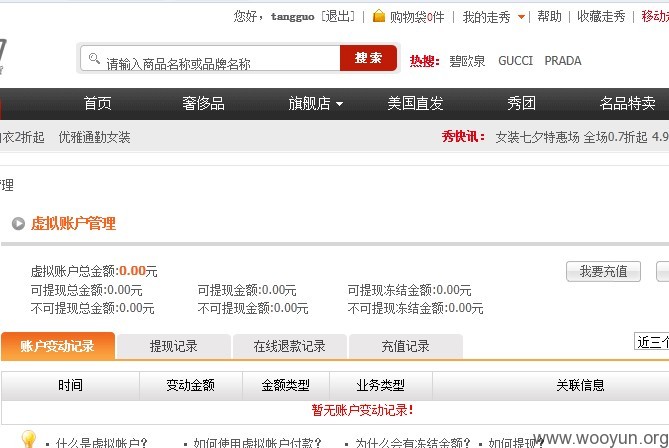 您好，tangguo [退出] | 购物袋0件 | 我的走秀 | 帮助 | 收藏走秀 | 移动走
请输入商品名称或品牌名称 搜 索 热搜： 碧欧泉 GUCCI PRADA
首页 奢侈品 旗舰店 美国直发 秀团 名品特卖
衣2折起 优雅通勤女装 秀快讯： 女装七夕特惠场 全场0.7折起 4.9
管理
虚拟账户管理
虚拟账户总金额:0.00元 我要充值
可提现总金额:0.00元 可提现金额:0.00元 可提现冻结金额:0.00元
不可提现总金额:0.00元 不可提现金额:0.00元 不可提现冻结金额:0.00元
账户变动记录 提现记录 在线退款记录 充值记录 近三个
时间 变动金额 金额类型 业务类型 关联信息
暂无账户变动记录！
· 什么是虚拟帐户？ · 如何使用虚拟帐户付款？ · 为什么会有冻结金额？ · 如何提现？
www.wooyun.org